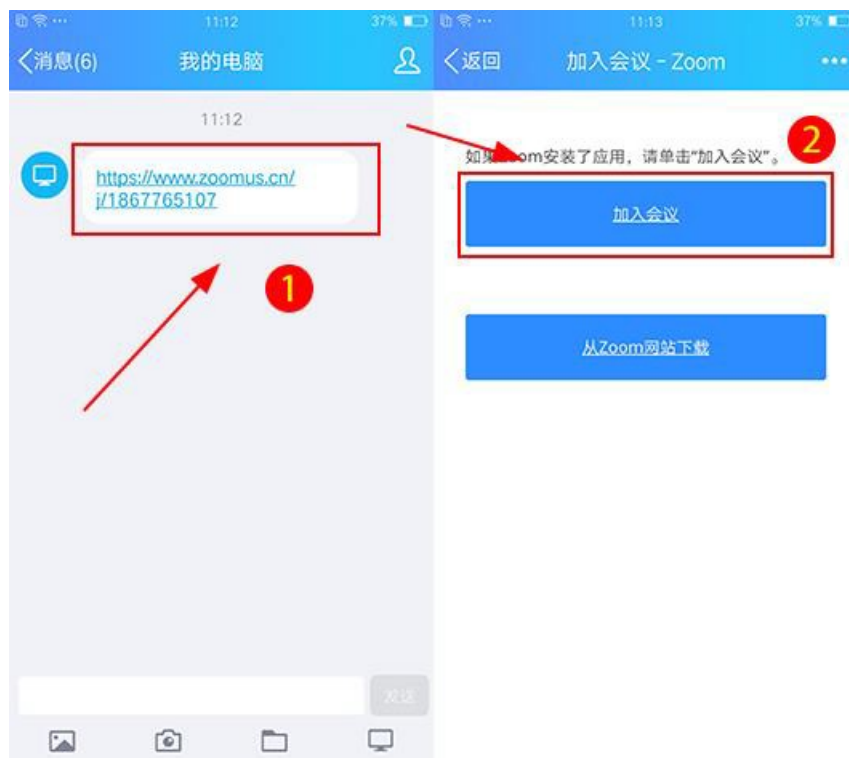 11:12
37%
消息(6)
我的电脑
11:12
https://www.zoomus.cn/
j/1867765107
1
发送
11:13
37%
返回
加入会议 - Zoom
2
如果Zoom安装了应用，请单击“加入会议”。
加入会议
从Zoom网站下载